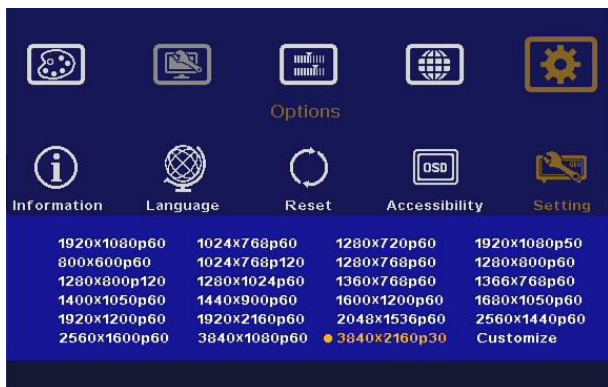 Options
OSD
Information Language Reset Accessibility Setting
1920x1080p60 1024x768p60 1280x720p60 1920x1080p50
800x600p60 1024x768p120 1280x768p60 1280x800p60
1280x800p120 1280x1024p60 1360x768p60 1366x768p60
1400x1050p60 1440x900p60 1600x1200p60 1680x1050p60
1920x1200p60 1920x2160p60 2048x1536p60 2560x1440p60
2560x1600p60 3840x1080p60 3840x2160p30 Customize